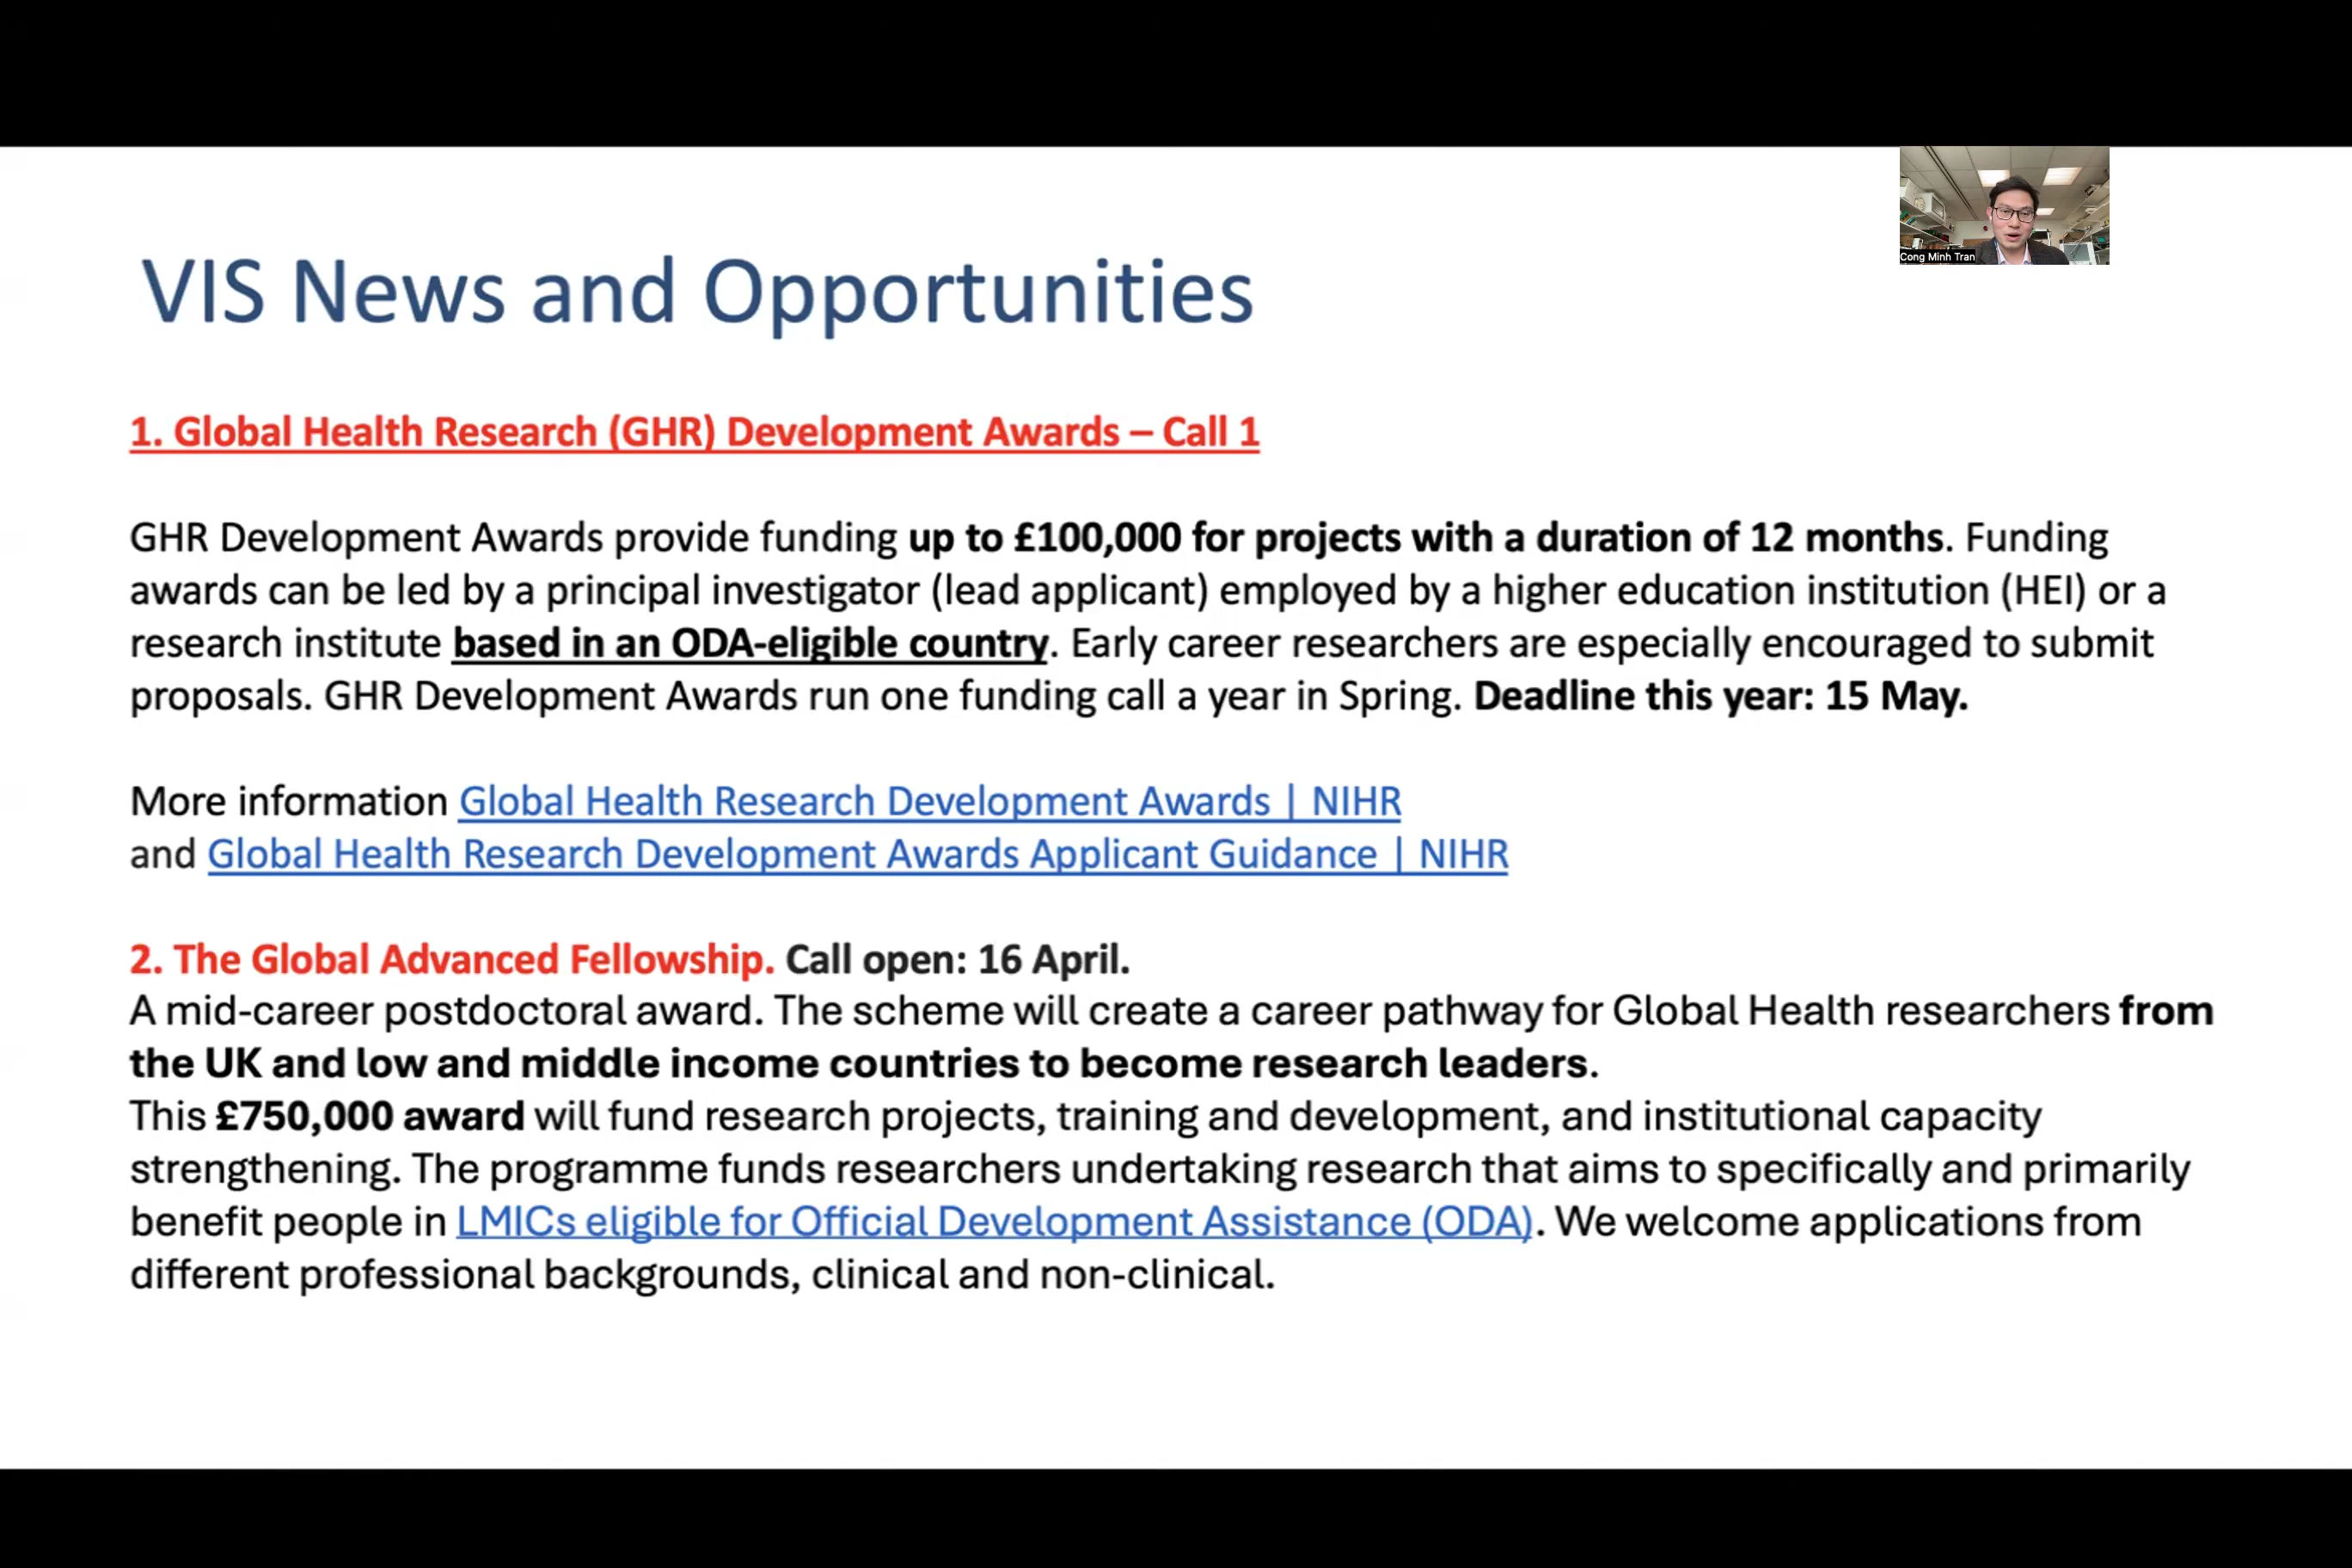 Cong Minh Tran
VIS News and Opportunities
1. Global Health Research (GHR) Development Awards – Call 1
GHR Development Awards provide funding up to £100,000 for projects with a duration of 12 months. Funding
awards can be led by a principal investigator (lead applicant) employed by a higher education institution (HEI) or a
research institute based in an ODA-eligible country. Early career researchers are especially encouraged to submit
proposals. GHR Development Awards run one funding call a year in Spring. Deadline this year: 15 May.
More information Global Health Research Development Awards | NIHR
and Global Health Research Development Awards Applicant Guidance | NIHR
2. The Global Advanced Fellowship. Call open: 16 April.
A mid-career postdoctoral award. The scheme will create a career pathway for Global Health researchers from
the UK and low and middle income countries to become research leaders.
This £750,000 award will fund research projects, training and development, and institutional capacity
strengthening. The programme funds researchers undertaking research that aims to specifically and primarily
benefit people in LMICs eligible for Official Development Assistance (ODA). We welcome applications from
different professional backgrounds, clinical and non-clinical.